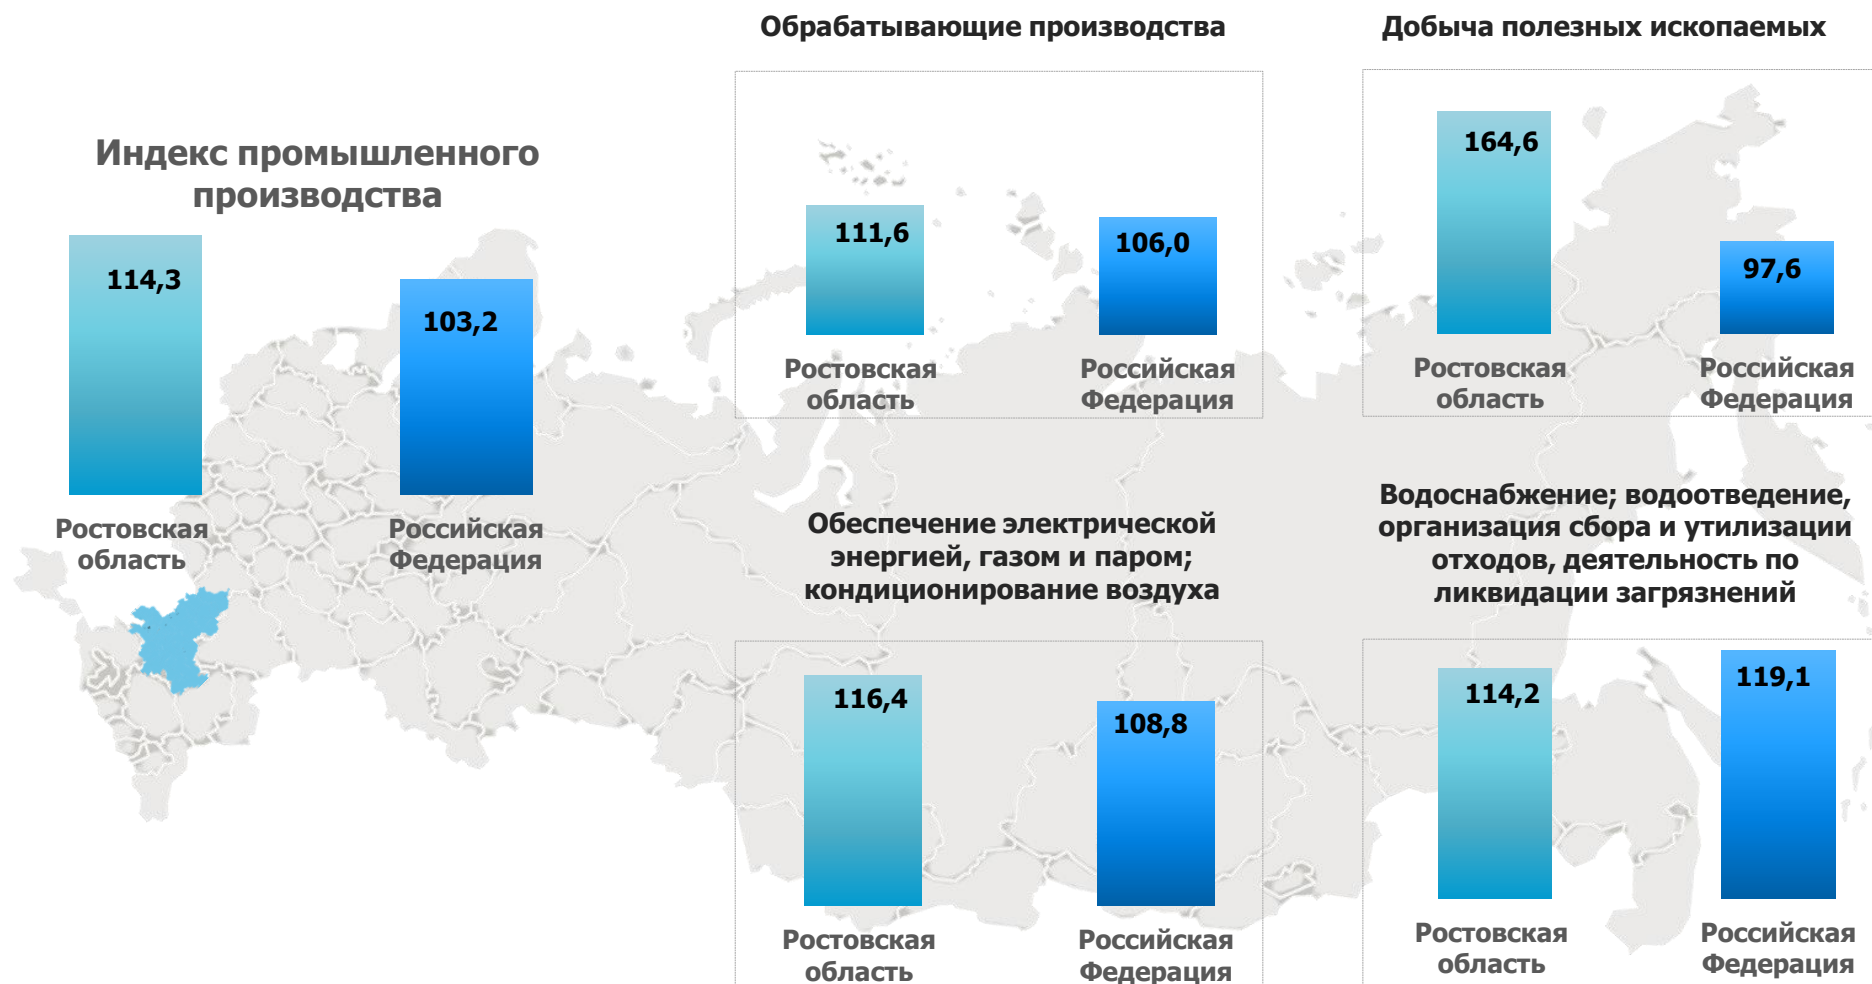 Индекс промышленного
производства
114,3
103,2
Ростовская
область
Российская
Федерация
Обрабатывающие производства
111,6
106,0
Ростовская
область
Российская
Федерация
Добыча полезных ископаемых
164,6
97,6
Ростовская
область
Российская
Федерация
Обеспечение электрической
энергией, газом и паром;
кондиционирование воздуха
116,4
108,8
Ростовская
область
Российская
Федерация
Водоснабжение; водоотведение,
организация сбора и утилизации
отходов, деятельность по
ликвидации загрязнений
114,2
119,1
Ростовская
область
Российская
Федерация